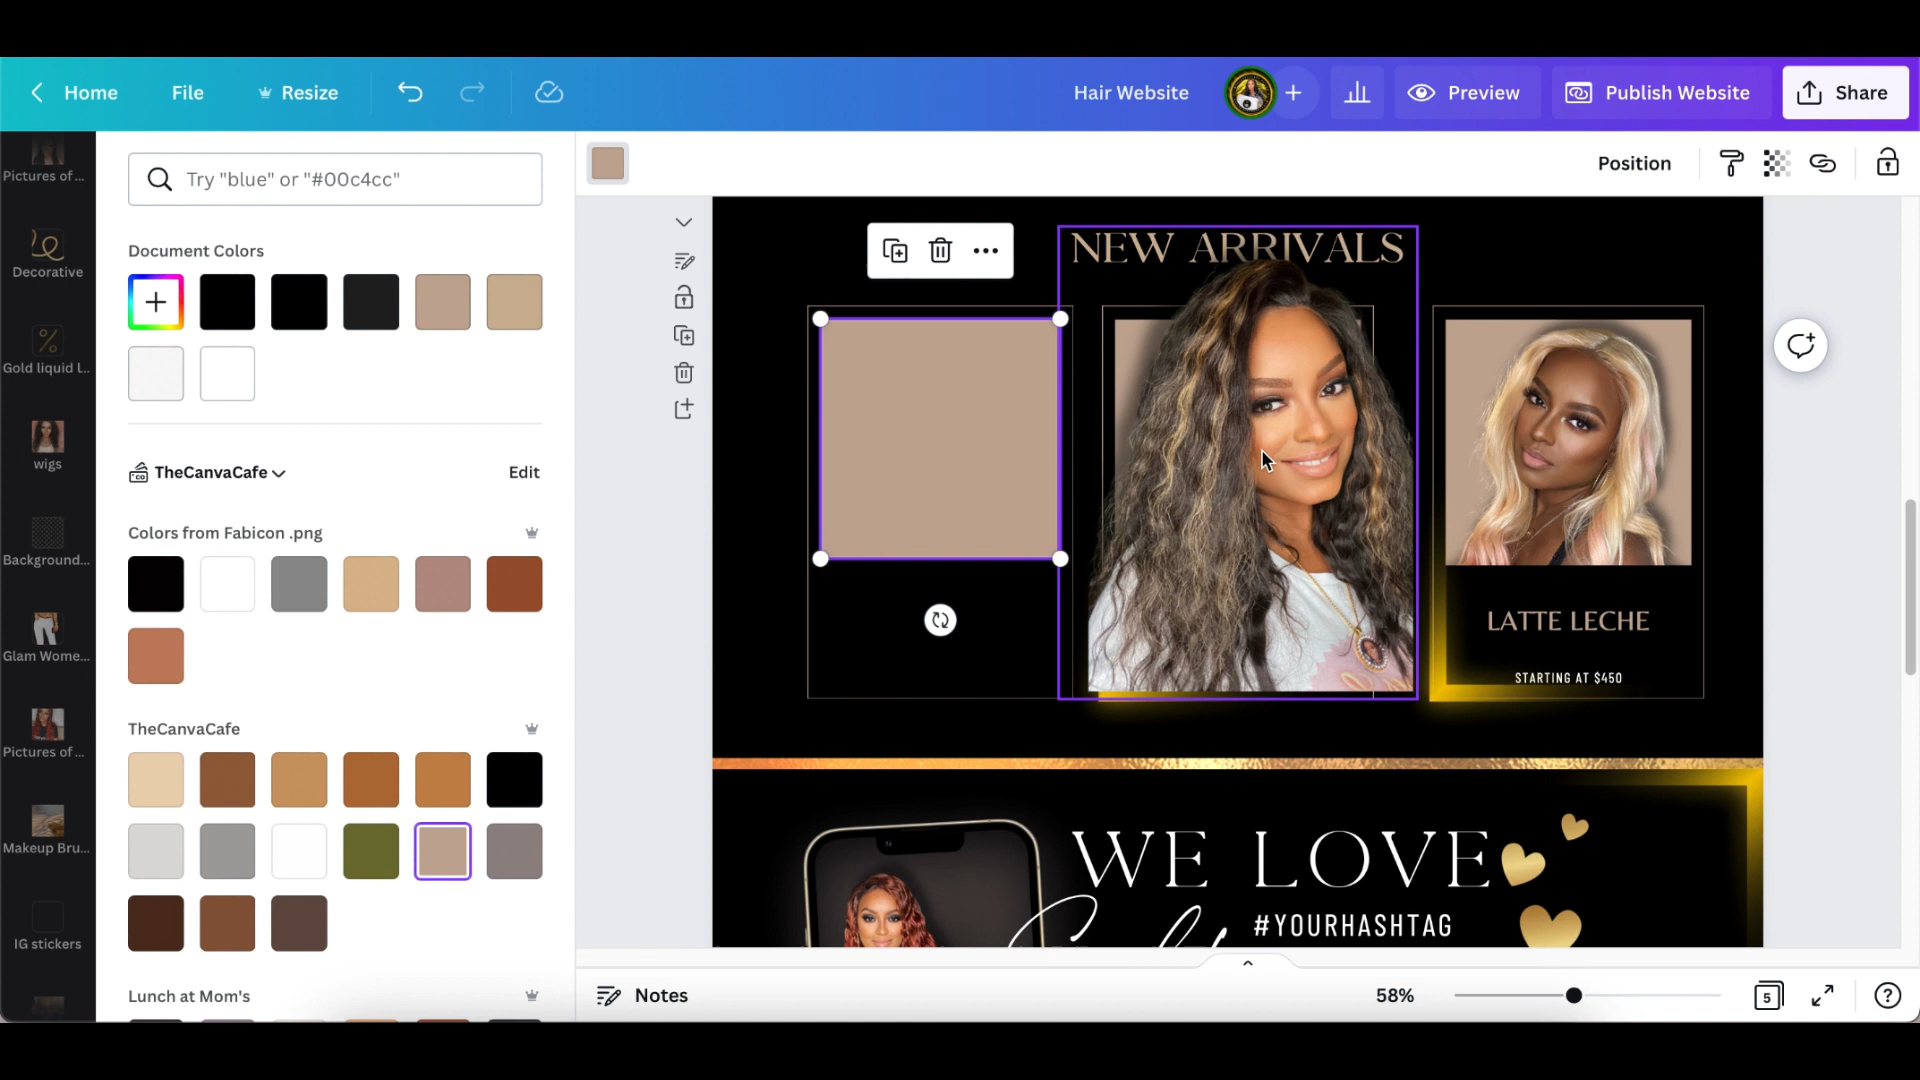 Home
File
Resize
Hair Website
Preview
Publish Website
Share
Pictures of ...
Decorative
Gold liquid l...
wigs
Background...
Glam Wome...
Pictures of ...
Makeup Bru...
IG stickers
Try "blue" or "#00c4cc"
Document Colors
TheCanvaCafe
Edit
Colors from Fabicon .png
TheCanvaCafe
Lunch at Mom's
Position
NEW ARRIVALS
LATTE LECHE
STARTING AT $450
WE LOVE
#YOURHASHTAG
Notes
58%
5